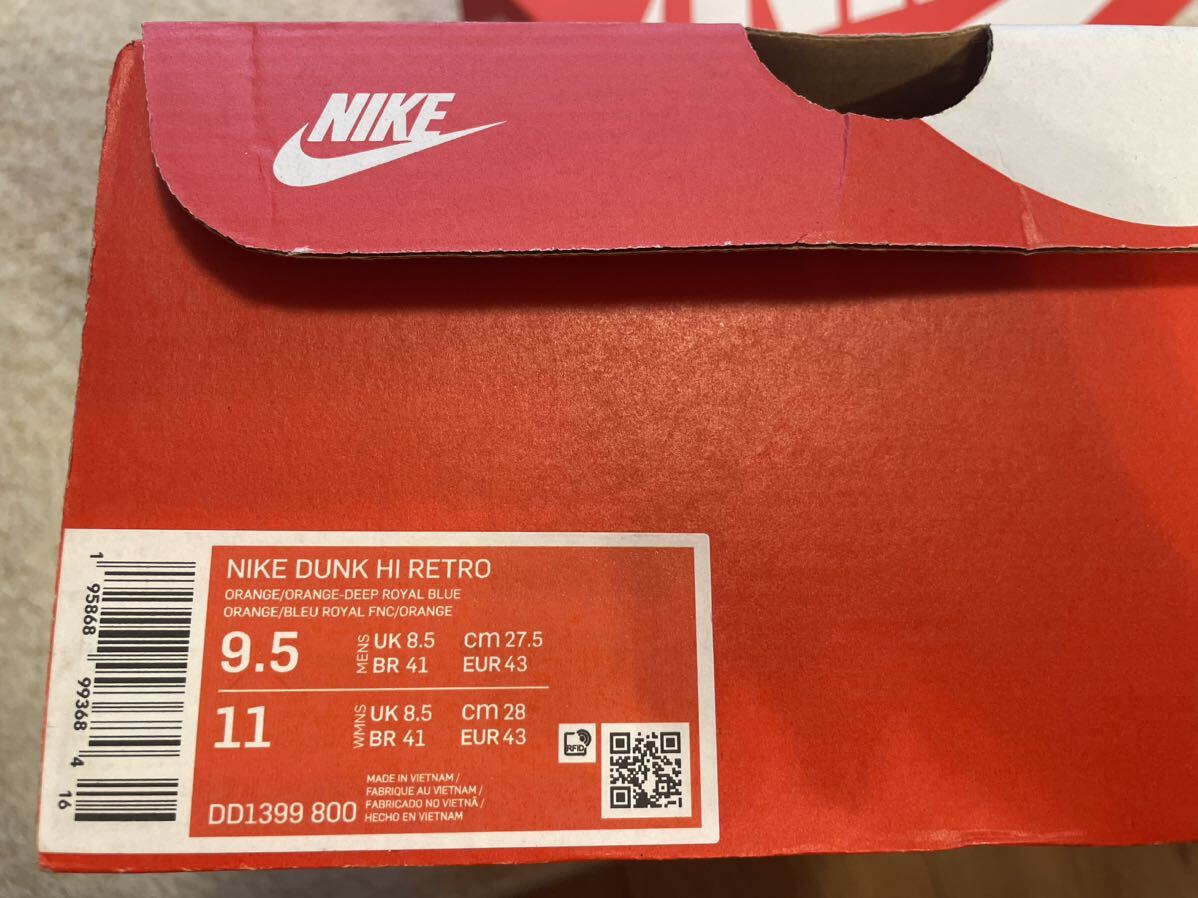 NIKE
NIKE DUNK HI RETRO
ORANGE/ORANGE-DEEP ROYAL BLUE
ORANGE/BLEU ROYAL FNC/ORANGE
9.5 MENS UK 8.5 CM 27.5
BR 41 EUR 43
11 WMNS UK 8.5 CM 28
BR 41 EUR 43
RFID
MADE IN VIETNAM /
FABRIQUE AU VIETNAM /
FABRICADO NO VIETNÃ /
HECHO EN VIETNAM
DD1399 800
1 95868 99368 4 16